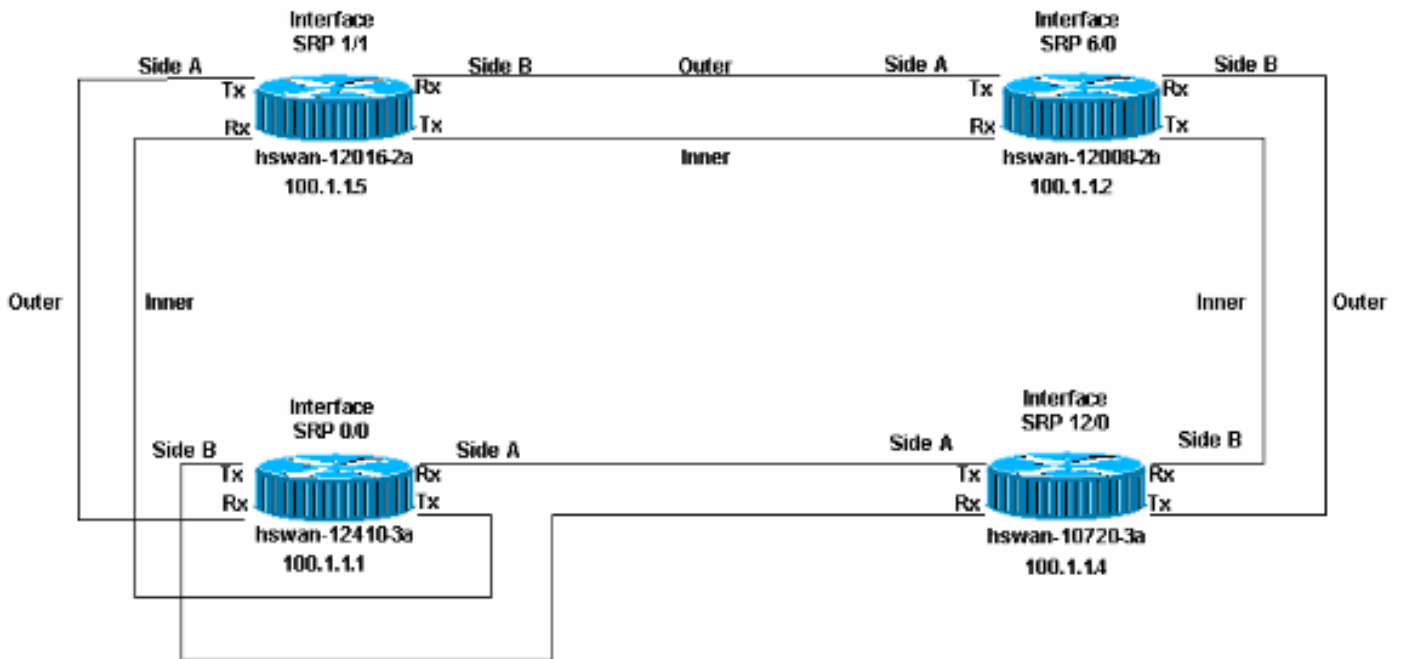 Interface
SRP 1/1
Interface
SRP 6/0
Side A
Side B
Outer
Side A
Side B
Tx
Rx
Tx
Rx
Rx
Tx
Rx
Tx
hswan-12016-2a
Inner
hswan-12008-2b
100.1.1.5
100.1.1.2
Outer
Inner
Inner
Outer
Interface
SRP 0/0
Interface
SRP 12/0
Side B
Side A
Side A
Side B
Tx
Rx
Tx
Rx
Rx
Tx
Rx
Tx
hswan-12410-3a
hswan-10720-3a
100.1.1.1
100.1.1.4